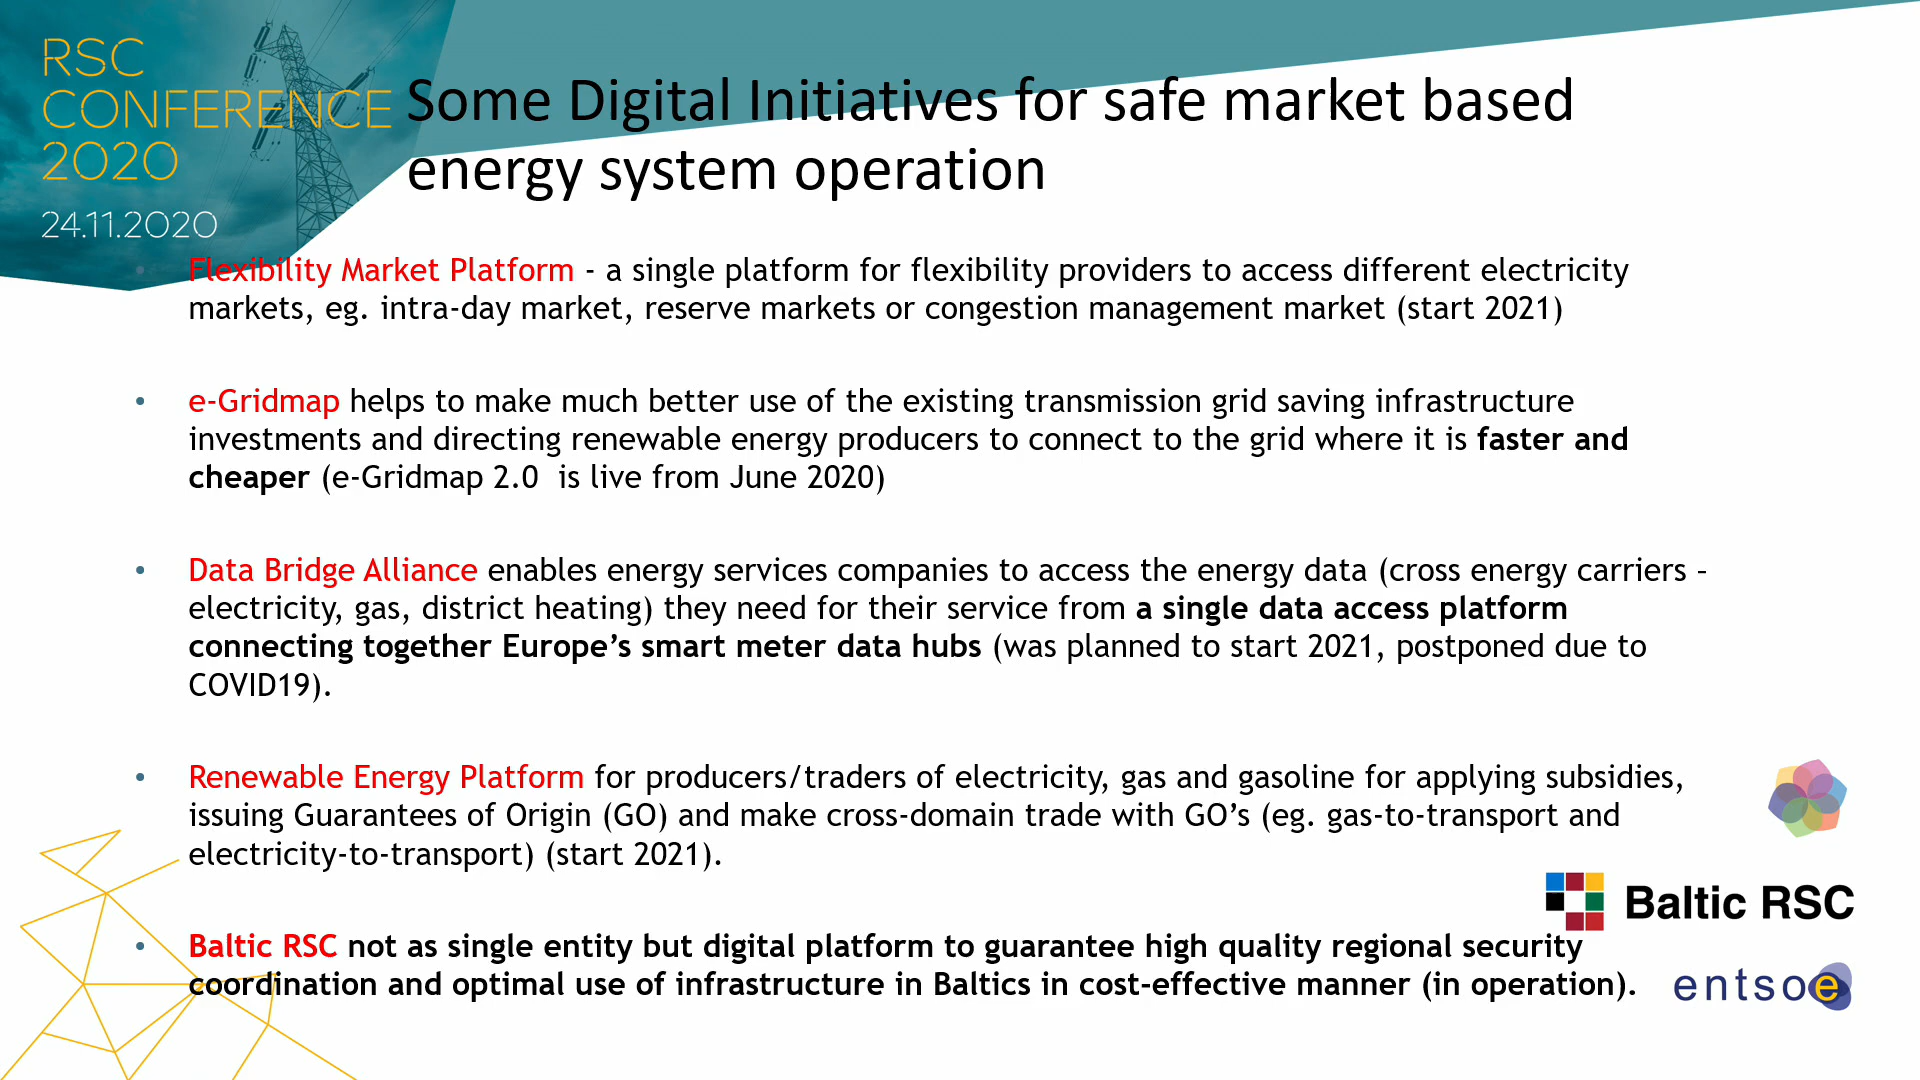 RSC
CONFERENCE
2020
24.11.2020
Some Digital Initiatives for safe market based
energy system operation
• Flexibility Market Platform - a single platform for flexibility providers to access different electricity
markets, eg. intra-day market, reserve markets or congestion management market (start 2021)
• e-Gridmap helps to make much better use of the existing transmission grid saving infrastructure
investments and directing renewable energy producers to connect to the grid where it is faster and
cheaper (e-Gridmap 2.0  is live from June 2020)
• Data Bridge Alliance enables energy services companies to access the energy data (cross energy carriers –
electricity, gas, district heating) they need for their service from a single data access platform
connecting together Europe’s smart meter data hubs (was planned to start 2021, postponed due to
COVID19).
• Renewable Energy Platform for producers/traders of electricity, gas and gasoline for applying subsidies,
issuing Guarantees of Origin (GO) and make cross-domain trade with GO’s (eg. gas-to-transport and
electricity-to-transport) (start 2021).
• Baltic RSC not as single entity but digital platform to guarantee high quality regional security
coordination and optimal use of infrastructure in Baltics in cost-effective manner (in operation).
Baltic RSC
entsoe